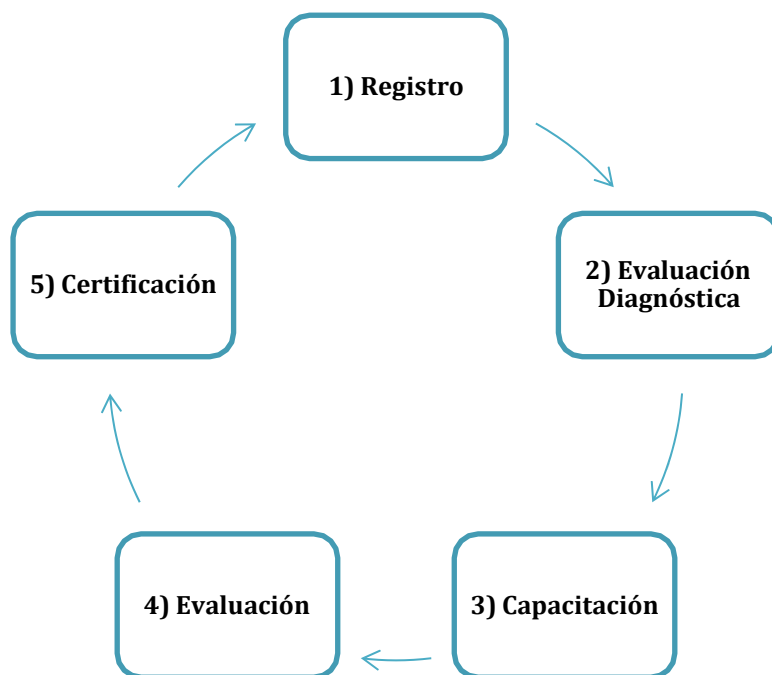 1) Registro
2) Evaluación
Diagnóstica
3) Capacitación
4) Evaluación
5) Certificación